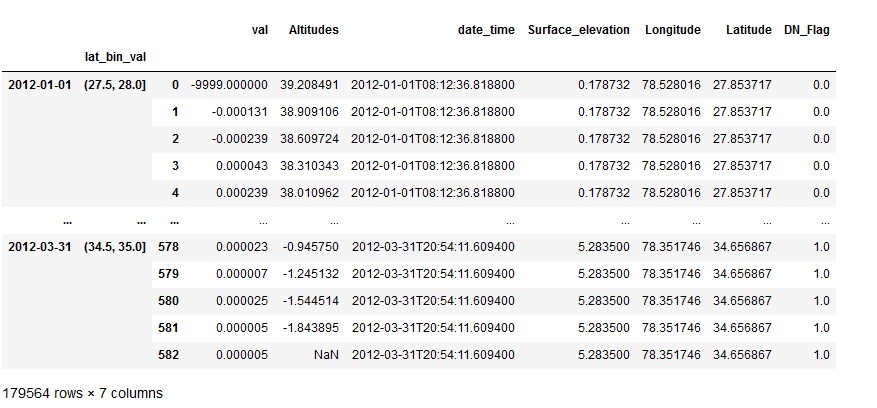 val Altitudes date_time Surface_elevation Longitude Latitude DN_Flag
lat_bin_val
2012-01-01 (27.5, 28.0] 0 -9999.000000 39.208491 2012-01-01T08:12:36.818800 0.178732 78.528016 27.853717 0.0
1 -0.000131 38.909106 2012-01-01T08:12:36.818800 0.178732 78.528016 27.853717 0.0
2 -0.000239 38.609724 2012-01-01T08:12:36.818800 0.178732 78.528016 27.853717 0.0
3 0.000043 38.310343 2012-01-01T08:12:36.818800 0.178732 78.528016 27.853717 0.0
4 0.000239 38.010962 2012-01-01T08:12:36.818800 0.178732 78.528016 27.853717 0.0
... ... ... ... ... ... ... ... ... ...
2012-03-31 (34.5, 35.0] 578 0.000023 -0.945750 2012-03-31T20:54:11.609400 5.283500 78.351746 34.656867 1.0
579 0.000007 -1.245132 2012-03-31T20:54:11.609400 5.283500 78.351746 34.656867 1.0
580 0.000025 -1.544514 2012-03-31T20:54:11.609400 5.283500 78.351746 34.656867 1.0
581 0.000005 -1.843895 2012-03-31T20:54:11.609400 5.283500 78.351746 34.656867 1.0
582 0.000005 NaN 2012-03-31T20:54:11.609400 5.283500 78.351746 34.656867 1.0
179564 rows × 7 columns